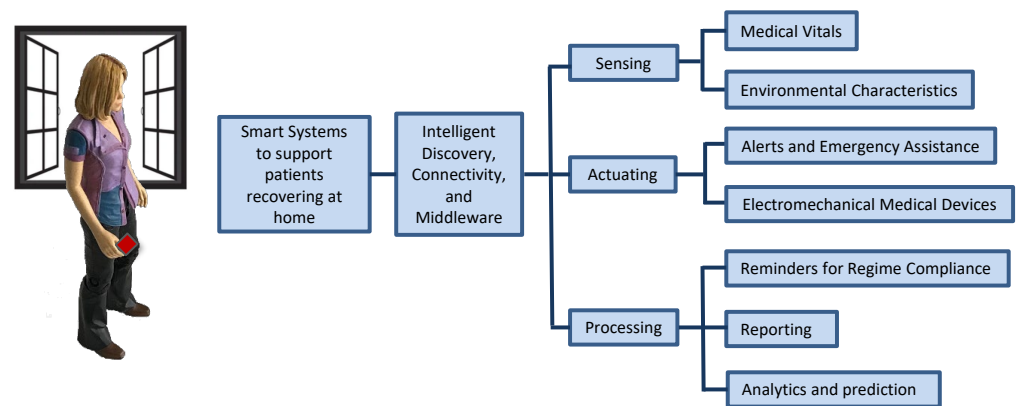 Smart Systems
to support
patients
recovering at
home
Intelligent
Discovery,
Connectivity,
and
Middleware
Sensing
Medical Vitals
Environmental Characteristics
Actuating
Alerts and Emergency Assistance
Electromechanical Medical Devices
Processing
Reminders for Regime Compliance
Reporting
Analytics and prediction